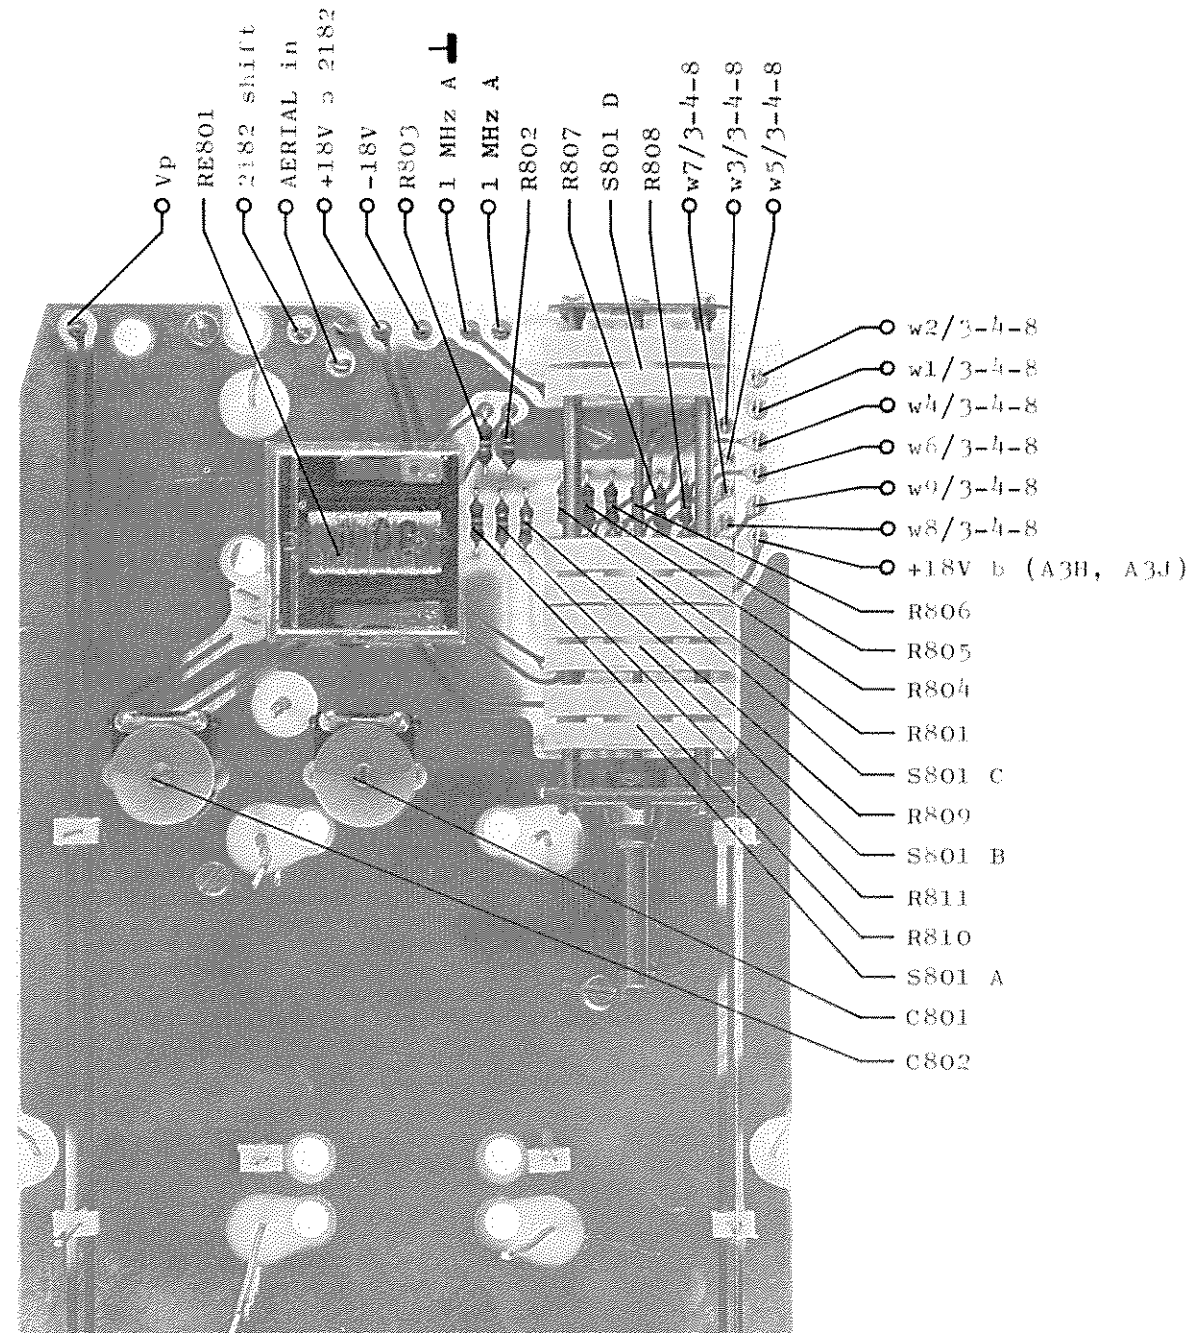 Vp
RE801
2182 shift
AERIAL in
+18V b 2182
-18V
R803
1 MHz A
1 MHz A
R802
R807
S801 D
R808
w7/3-4-8
w3/3-4-8
w5/3-4-8
w2/3-4-8
w1/3-4-8
w4/3-4-8
w6/3-4-8
w9/3-4-8
w8/3-4-8
+18V b (A3H, A3J)
R806
R805
R804
R801
S801 C
R809
S801 B
R811
R810
S801 A
C801
C802